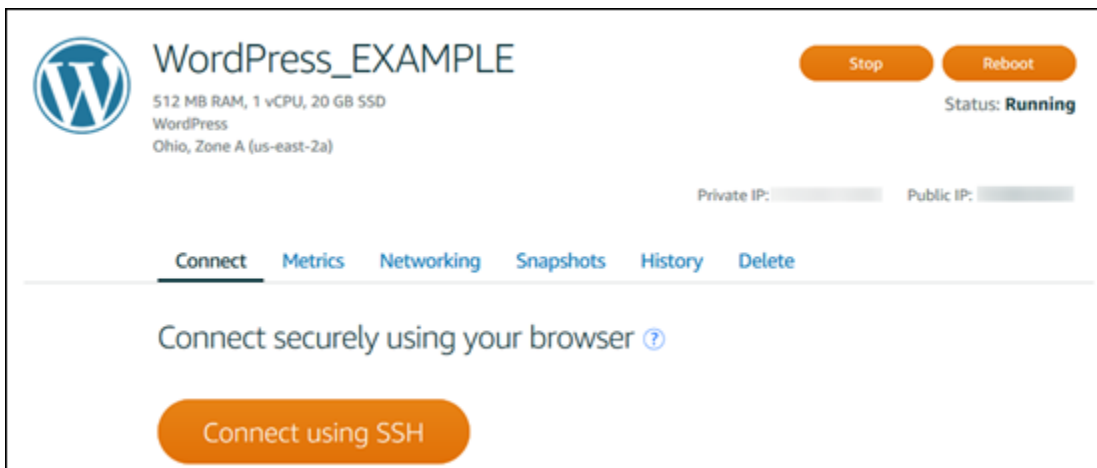 WordPress_EXAMPLE
512 MB RAM, 1 vCPU, 20 GB SSD
WordPress
Ohio, Zone A (us-east-2a)
Stop
Reboot
Status: Running
Private IP:
Public IP:
Connect
Metrics
Networking
Snapshots
History
Delete
Connect securely using your browser ?
Connect using SSH